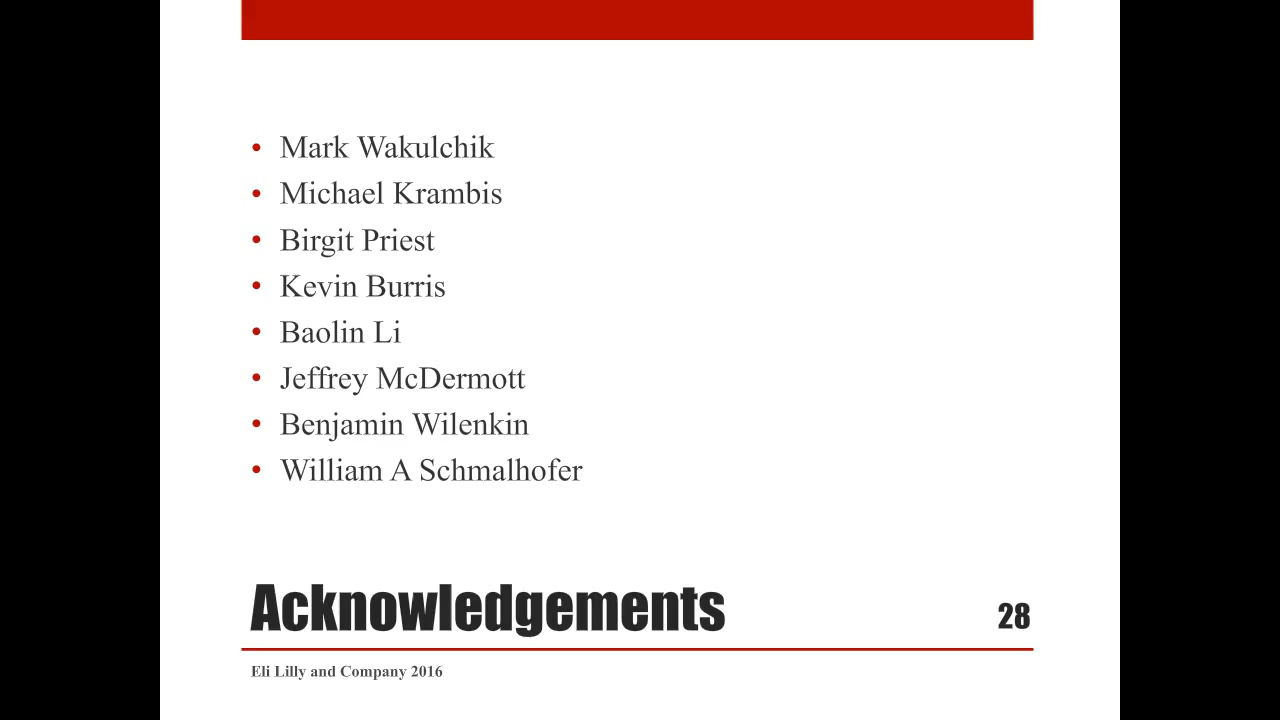 • Mark Wakulchik
• Michael Krambis
• Birgit Priest
• Kevin Burris
• Baolin Li
• Jeffrey McDermott
• Benjamin Wilenkin
• William A Schmalhofer
Acknowledgements
28
Eli Lilly and Company 2016